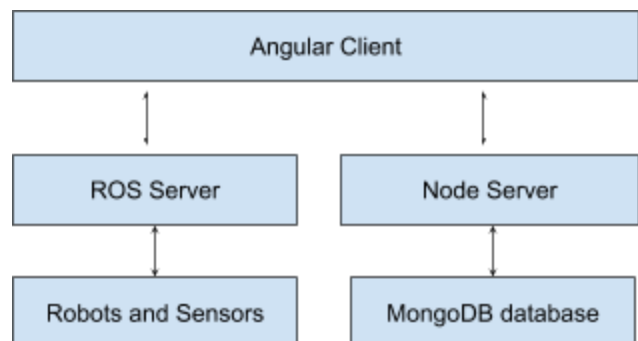 Angular Client
ROS Server
Node Server
Robots and Sensors
MongoDB database